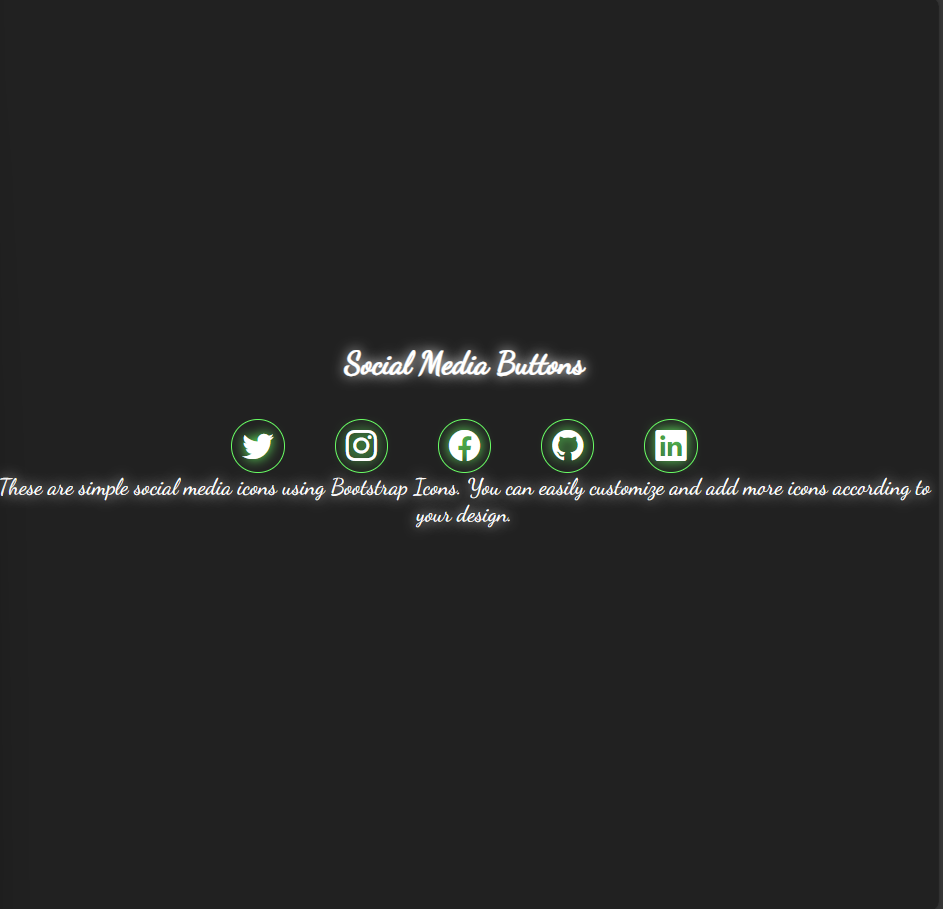 Social Media Buttons
in
These are simple social media icons using Bootstrap Icons. You can easily customize and add more icons according to
your design.